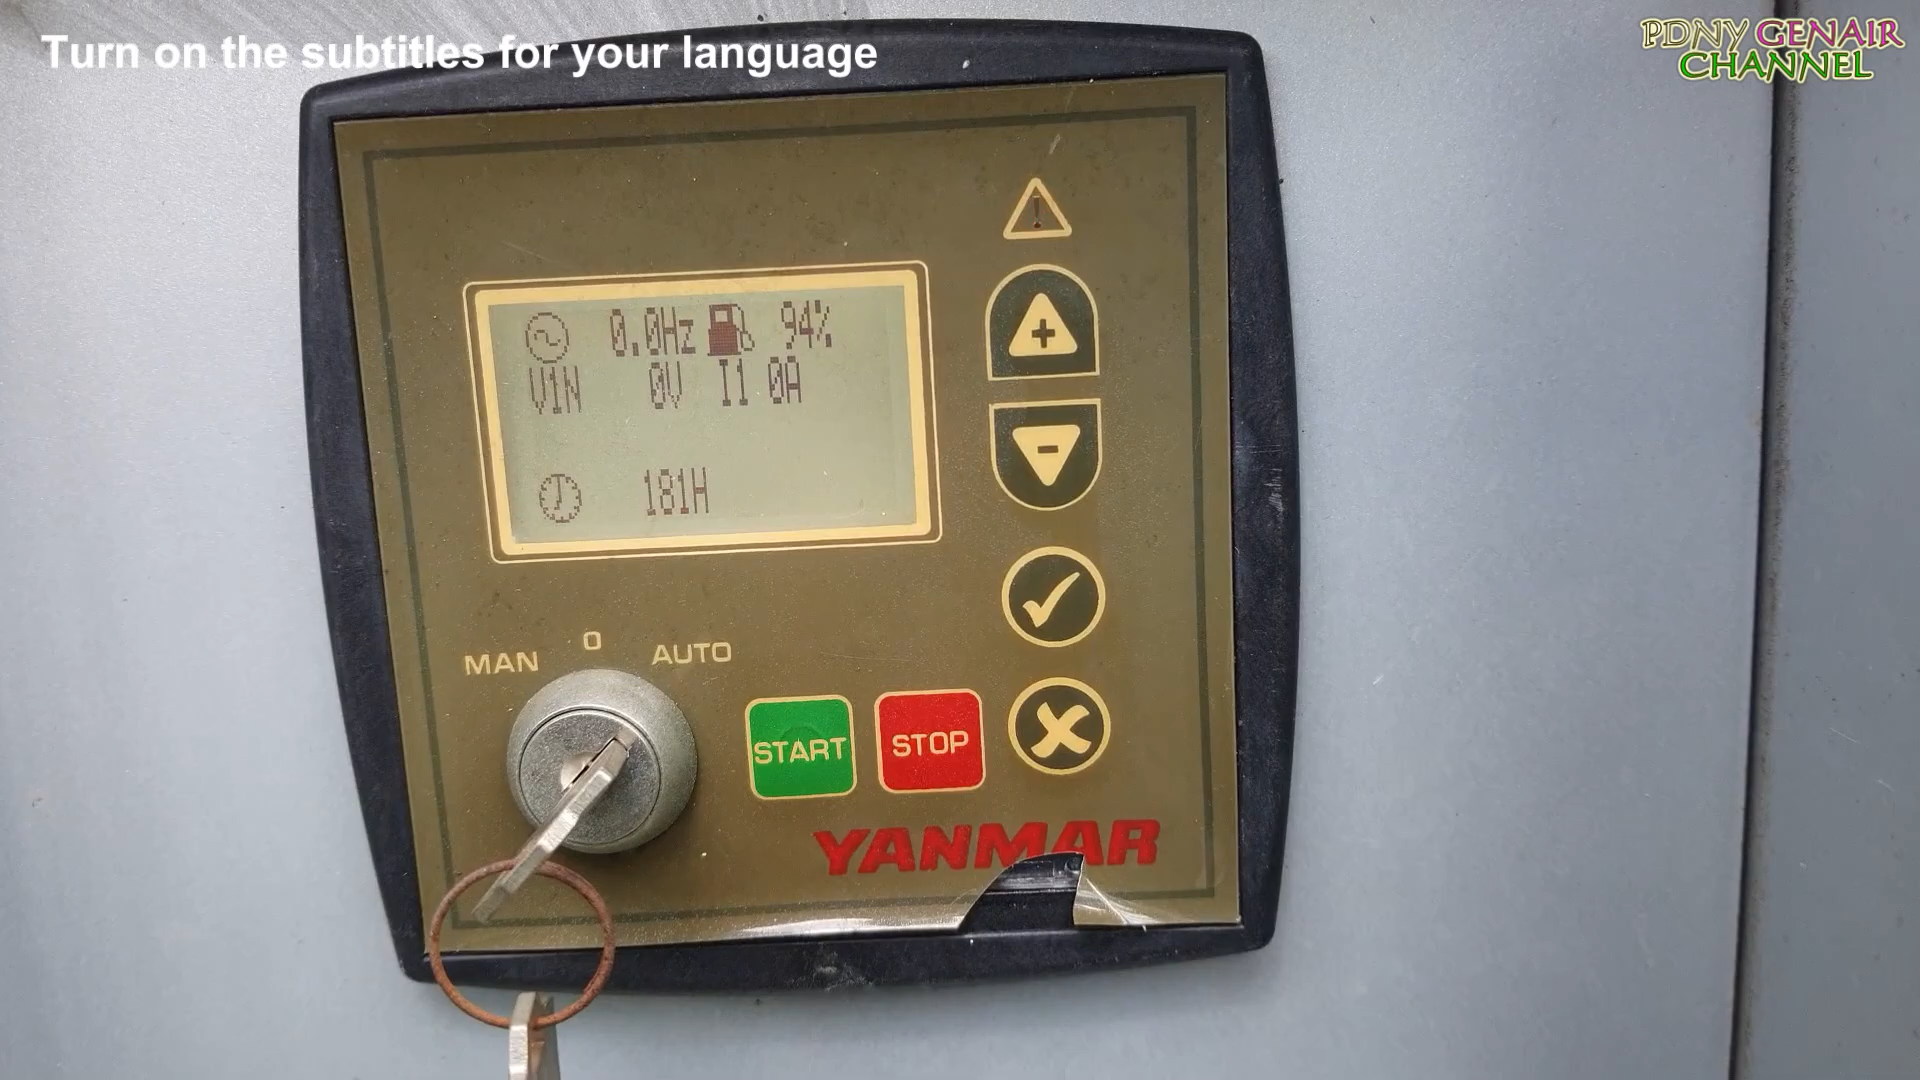 Turn on the subtitles for your language
PDNY GENAIR
CHANNEL
0.0Hz 94%
V1N 0V I1 0A
181H
MAN 0 AUTO
START STOP
YANMAR